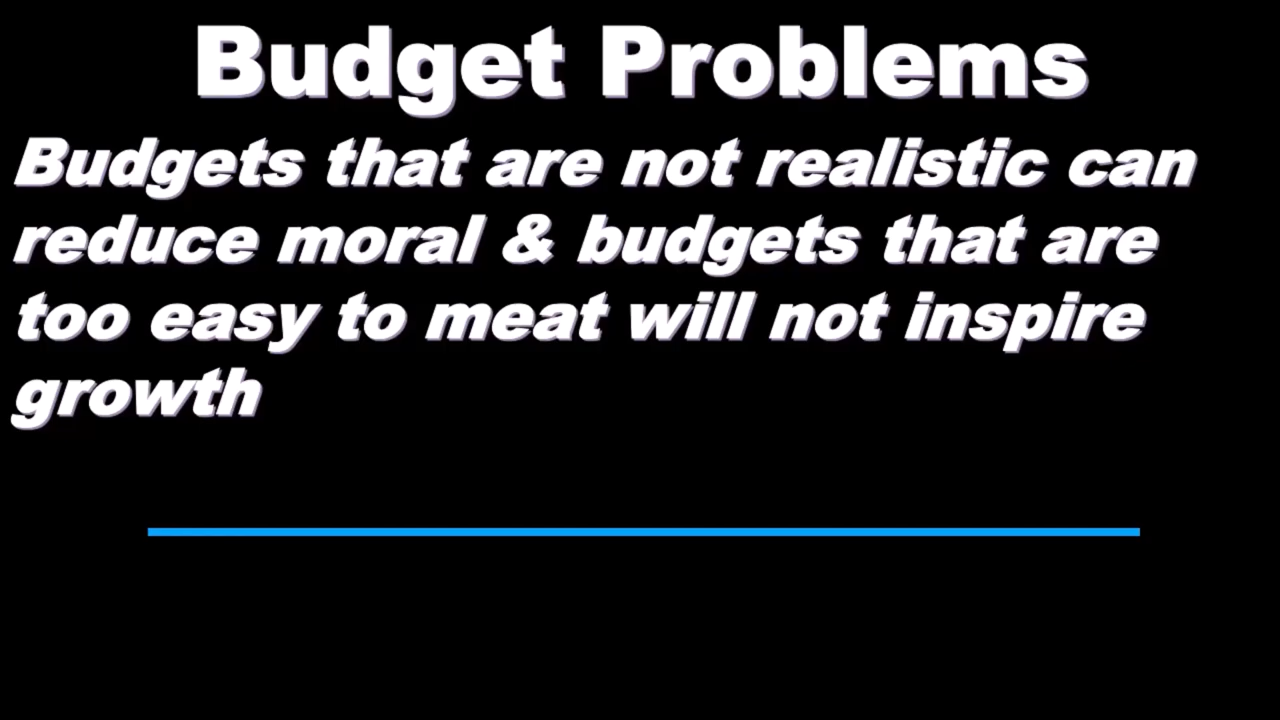 Budget Problems
Budgets that are not realistic can
reduce moral & budgets that are
too easy to meat will not inspire
growth